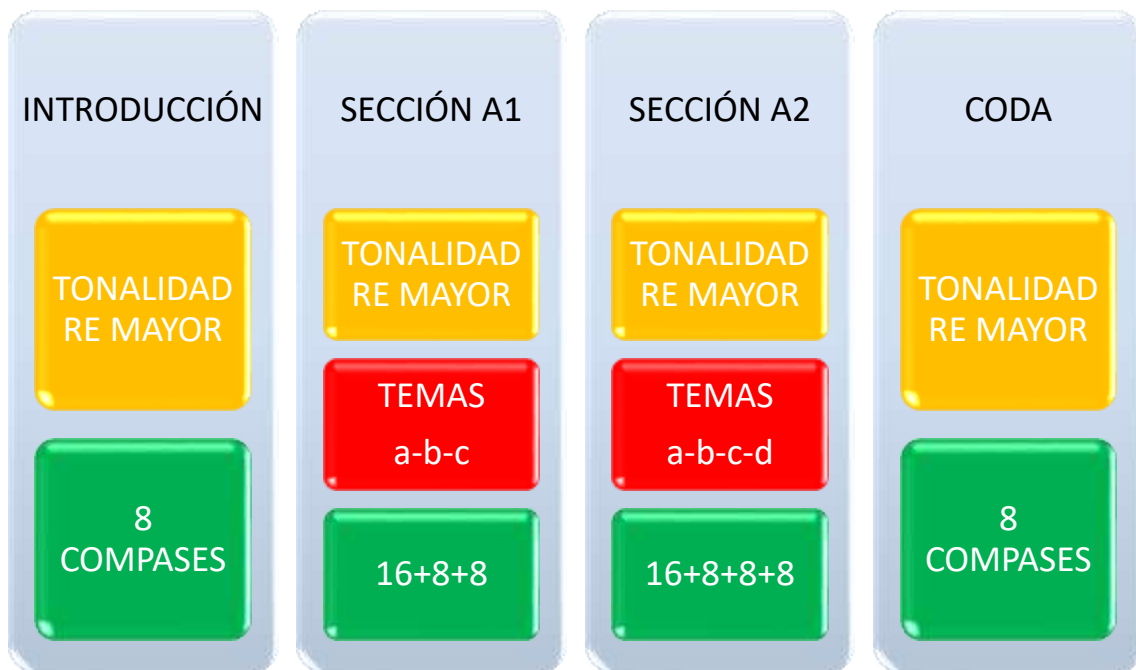 INTRODUCCIÓN
TONALIDAD
RE MAYOR
8
COMPASES
SECCIÓN A1
TONALIDAD
RE MAYOR
TEMAS
a-b-c
16+8+8
SECCIÓN A2
TONALIDAD
RE MAYOR
TEMAS
a-b-c-d
16+8+8+8
CODA
TONALIDAD
RE MAYOR
8
COMPASES